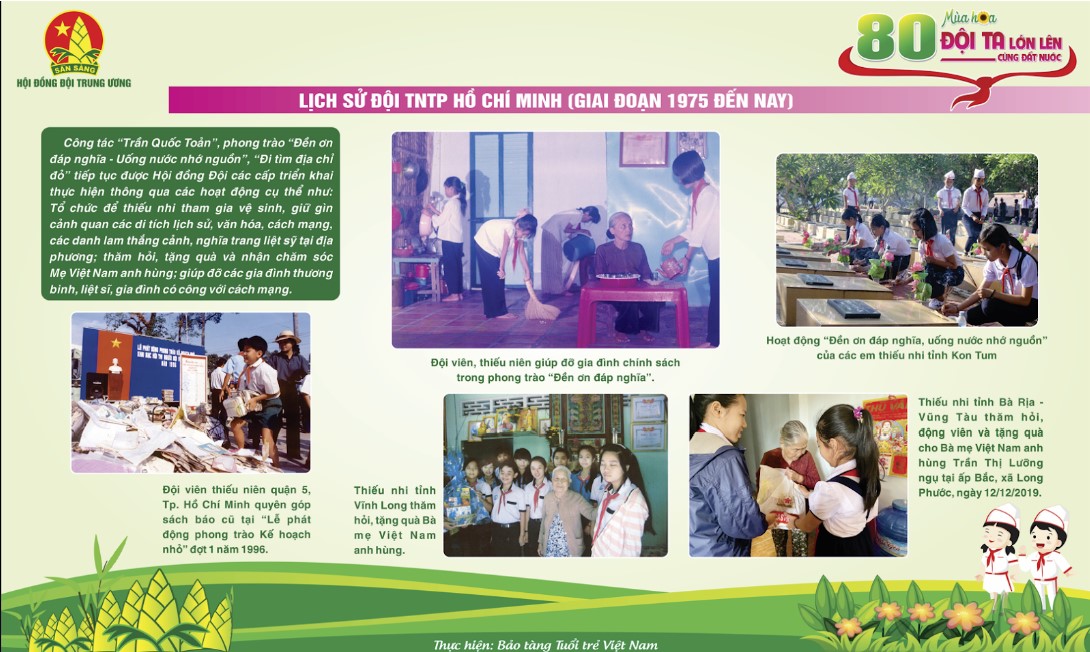 SẴN SÀNG
HỘI ĐỒNG ĐỘI TRUNG ƯƠNG
80 Mùa hoa
ĐỘI TA LỚN LÊN
CÙNG ĐẤT NƯỚC
LỊCH SỬ ĐỘI TNTP HỒ CHÍ MINH (GIAI ĐOẠN 1975 ĐẾN NAY)
Công tác “Trần Quốc Toản”, phong trào “Đền ơn
đáp nghĩa - Uống nước nhớ nguồn”, “Đi tìm địa chỉ
đỏ” tiếp tục được Hội đồng Đội các cấp triển khai
thực hiện thông qua các hoạt động cụ thể như:
Tổ chức để thiếu nhi tham gia vệ sinh, giữ gìn
cảnh quan các di tích lịch sử, văn hóa, cách mạng,
các danh lam thắng cảnh, nghĩa trang liệt sỹ tại địa
phương; thăm hỏi, tặng quà và nhận chăm sóc
Mẹ Việt Nam anh hùng; giúp đỡ các gia đình thương
binh, liệt sĩ, gia đình có công với cách mạng.
Đội viên, thiếu niên giúp đỡ gia đình chính sách
trong phong trào “Đền ơn đáp nghĩa”.
Hoạt động “Đền ơn đáp nghĩa, uống nước nhớ nguồn”
của các em thiếu nhi tỉnh Kon Tum
LỄ PHÁT ĐỘNG PHONG TRÀO
NĂM 1996
Đội viên thiếu niên quận 5,
Tp. Hồ Chí Minh quyên góp
sách báo cũ tại “Lễ phát
động phong trào Kế hoạch
nhỏ” đợt 1 năm 1996.
Thiếu nhi tỉnh
Vĩnh Long thăm
hỏi, tặng quà Bà
mẹ Việt Nam
anh hùng.
Thiếu nhi tỉnh Bà Rịa -
Vũng Tàu thăm hỏi,
động viên và tặng quà
cho Bà mẹ Việt Nam anh
hùng Trần Thị Lưỡng
ngụ tại ấp Bắc, xã Long
Phước, ngày 12/12/2019.
Thực hiện: Bảo tàng Tuổi trẻ Việt Nam